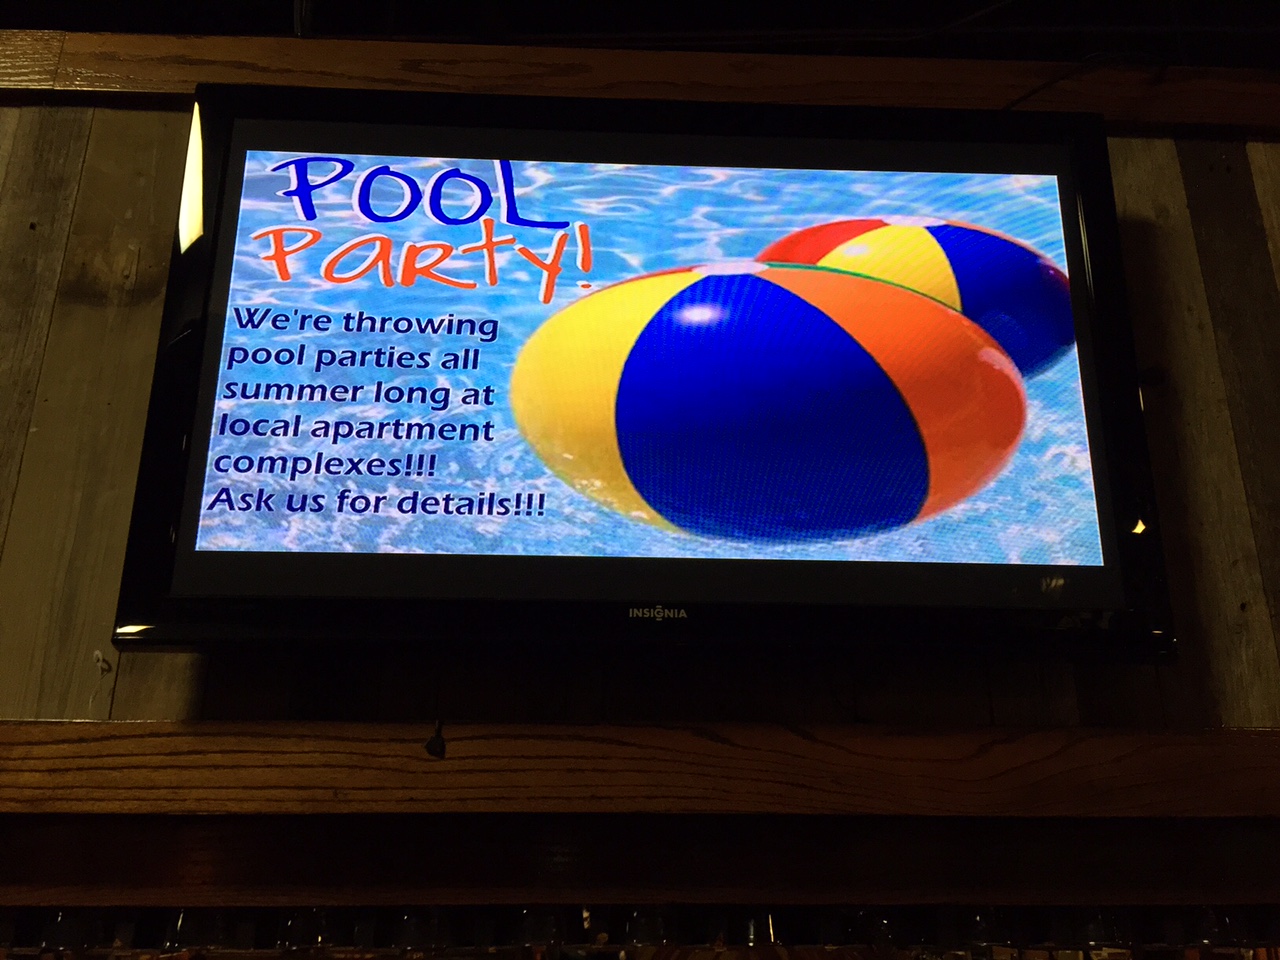 POOL
Party!
We're throwing
pool parties all
summer long at
local apartment
complexes!!!
Ask us for details!!!
INSIGNIA